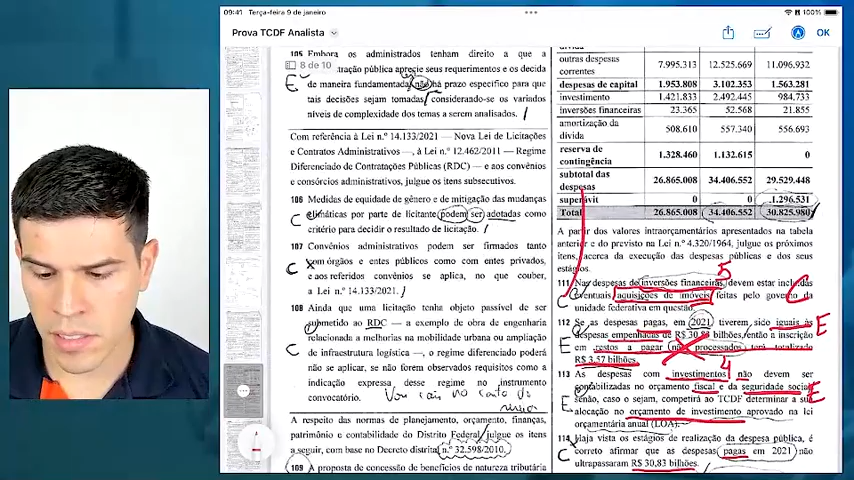 09:41 Terça-feira 9 de janeiro
100%
Prova TCDF Analista
OK
8 de 10
105 Embora os administrados tenham direito a que a
tração pública aprecie seus requerimentos e os decida
E de maneira fundamentada, não há prazo específico para que
tais decisões sejam tomadas, considerando-se os variados
níveis de complexidade dos temas a serem analisados.
Com referência à Lei n.º 14.133/2021 — Nova Lei de Licitações
e Contratos Administrativos —, à Lei n.º 12.462/2011 — Regime
Diferenciado de Contratações Públicas (RDC) — e aos convênios
e consórcios administrativos, julgue os itens subsecutivos.
106 Medidas de equidade de gênero e de mitigação das mudanças
C climáticas por parte de licitante podem ser adotadas como
critério para decidir o resultado de licitação.
107 Convênios administrativos podem ser firmados tanto
C com órgãos e entes públicos como com entes privados,
e aos referidos convênios se aplica, no que couber,
a Lei n.º 14.133/2021.
108 Ainda que uma licitação tenha objeto passível de ser
submetido ao RDC — a exemplo de obra de engenharia
relacionada a melhorias na mobilidade urbana ou ampliação
C de infraestrutura logística —, o regime diferenciado poderá
não se aplicar, se não forem observados requisitos como a
indicação expressa desse regime no instrumento
convocatório.
A respeito das normas de planejamento, orçamento, finanças,
patrimônio e contabilidade do Distrito Federal, julgue os itens
a seguir, com base no Decreto distrital n.º 32.598/2010.
109 A proposta de concessão de benefícios de natureza tributária
dívida
outras despesas correntes 7.995.313 12.525.669 11.096.932
despesas de capital 1.953.808 3.102.353 1.563.281
investimento 1.421.833 2.492.445 984.733
inversões financeiras 23.365 52.568 21.855
amortização da dívida 508.610 557.340 556.693
reserva de contingência 1.328.460 1.132.615 0
subtotal das despesas 26.865.008 34.406.552 29.529.448
superávit 0 0 1.296.531
Total 26.865.008 34.406.552 30.825.980
A partir dos valores intraorçamentários apresentados na tabela
anterior e do previsto na Lei n.º 4.320/1964, julgue os próximos
itens, acerca da execução das despesas públicas e dos seus
estágios.
5
111 Nas despesas de inversões financeiras, devem estar incluídas
eventuais aquisições de imóveis feitas pelo governo da C
C unidade federativa em questão.
112 Se as despesas pagas, em 2021 tiverem, sido iguais às E
despesas empenhadas de R$ 30,83 bilhões, então a inscrição
E em restos a pagar não processados terá totalizado
R$ 3,57 bilhões.
4
113 As despesas com investimentos não devem ser
contabilizadas no orçamento fiscal e da seguridade social; E
senão, caso o sejam, competirá ao TCDF determinar a sua
E alocação no orçamento de investimento aprovado na lei
orçamentária anual (LOA).
114 Haja vista os estágios de realização da despesa pública, é
C correto afirmar que as despesas pagas em 2021 não
ultrapassaram R$ 30,83 bilhões.